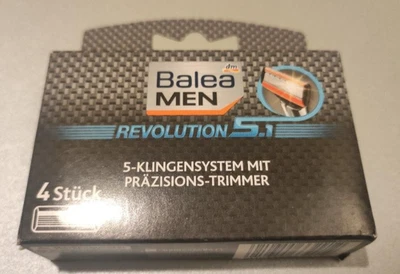 dm
Balea
MEN
REVOLUTION 5.1
5-KLINGENSYSTEM MIT
PRÄZISIONS-TRIMMER
4 Stück